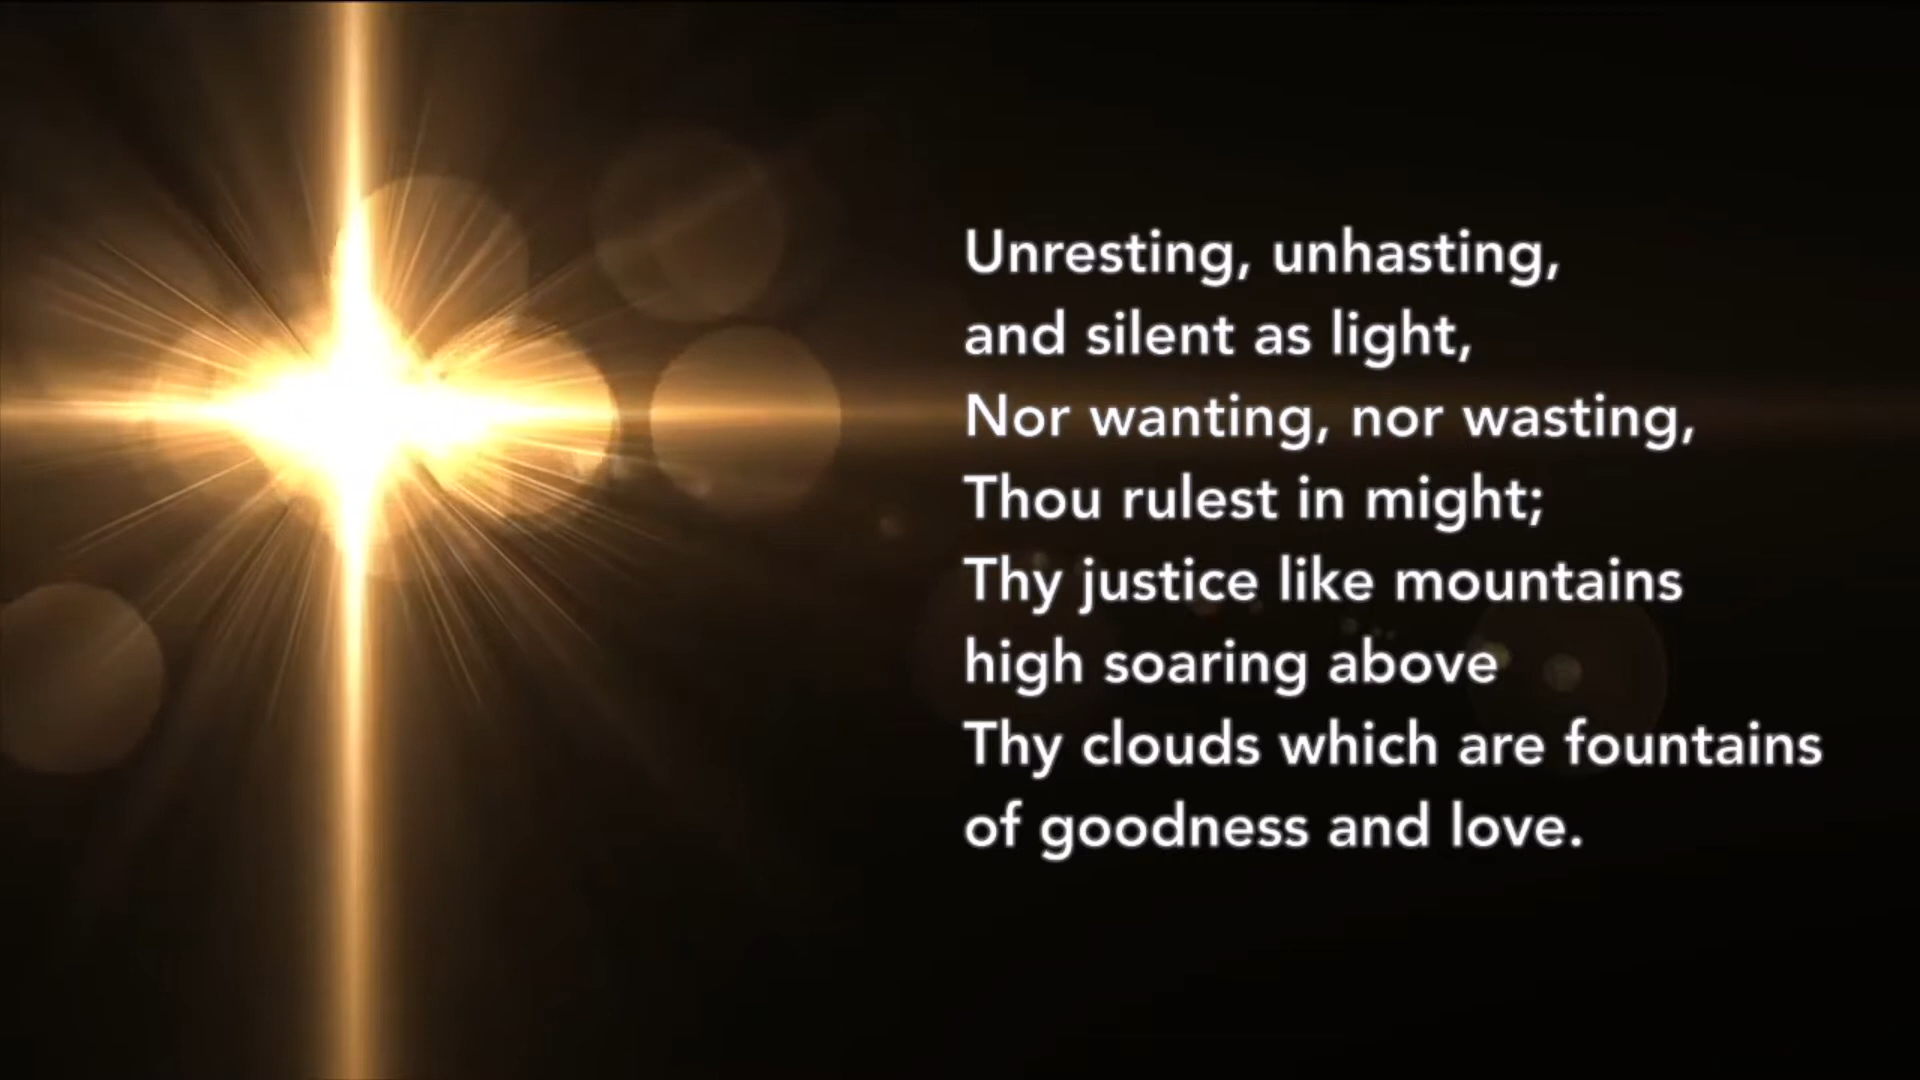 Unresting, unhasting,
and silent as light,
Nor wanting, nor wasting,
Thou rulest in might;
Thy justice like mountains
high soaring above
Thy clouds which are fountains
of goodness and love.